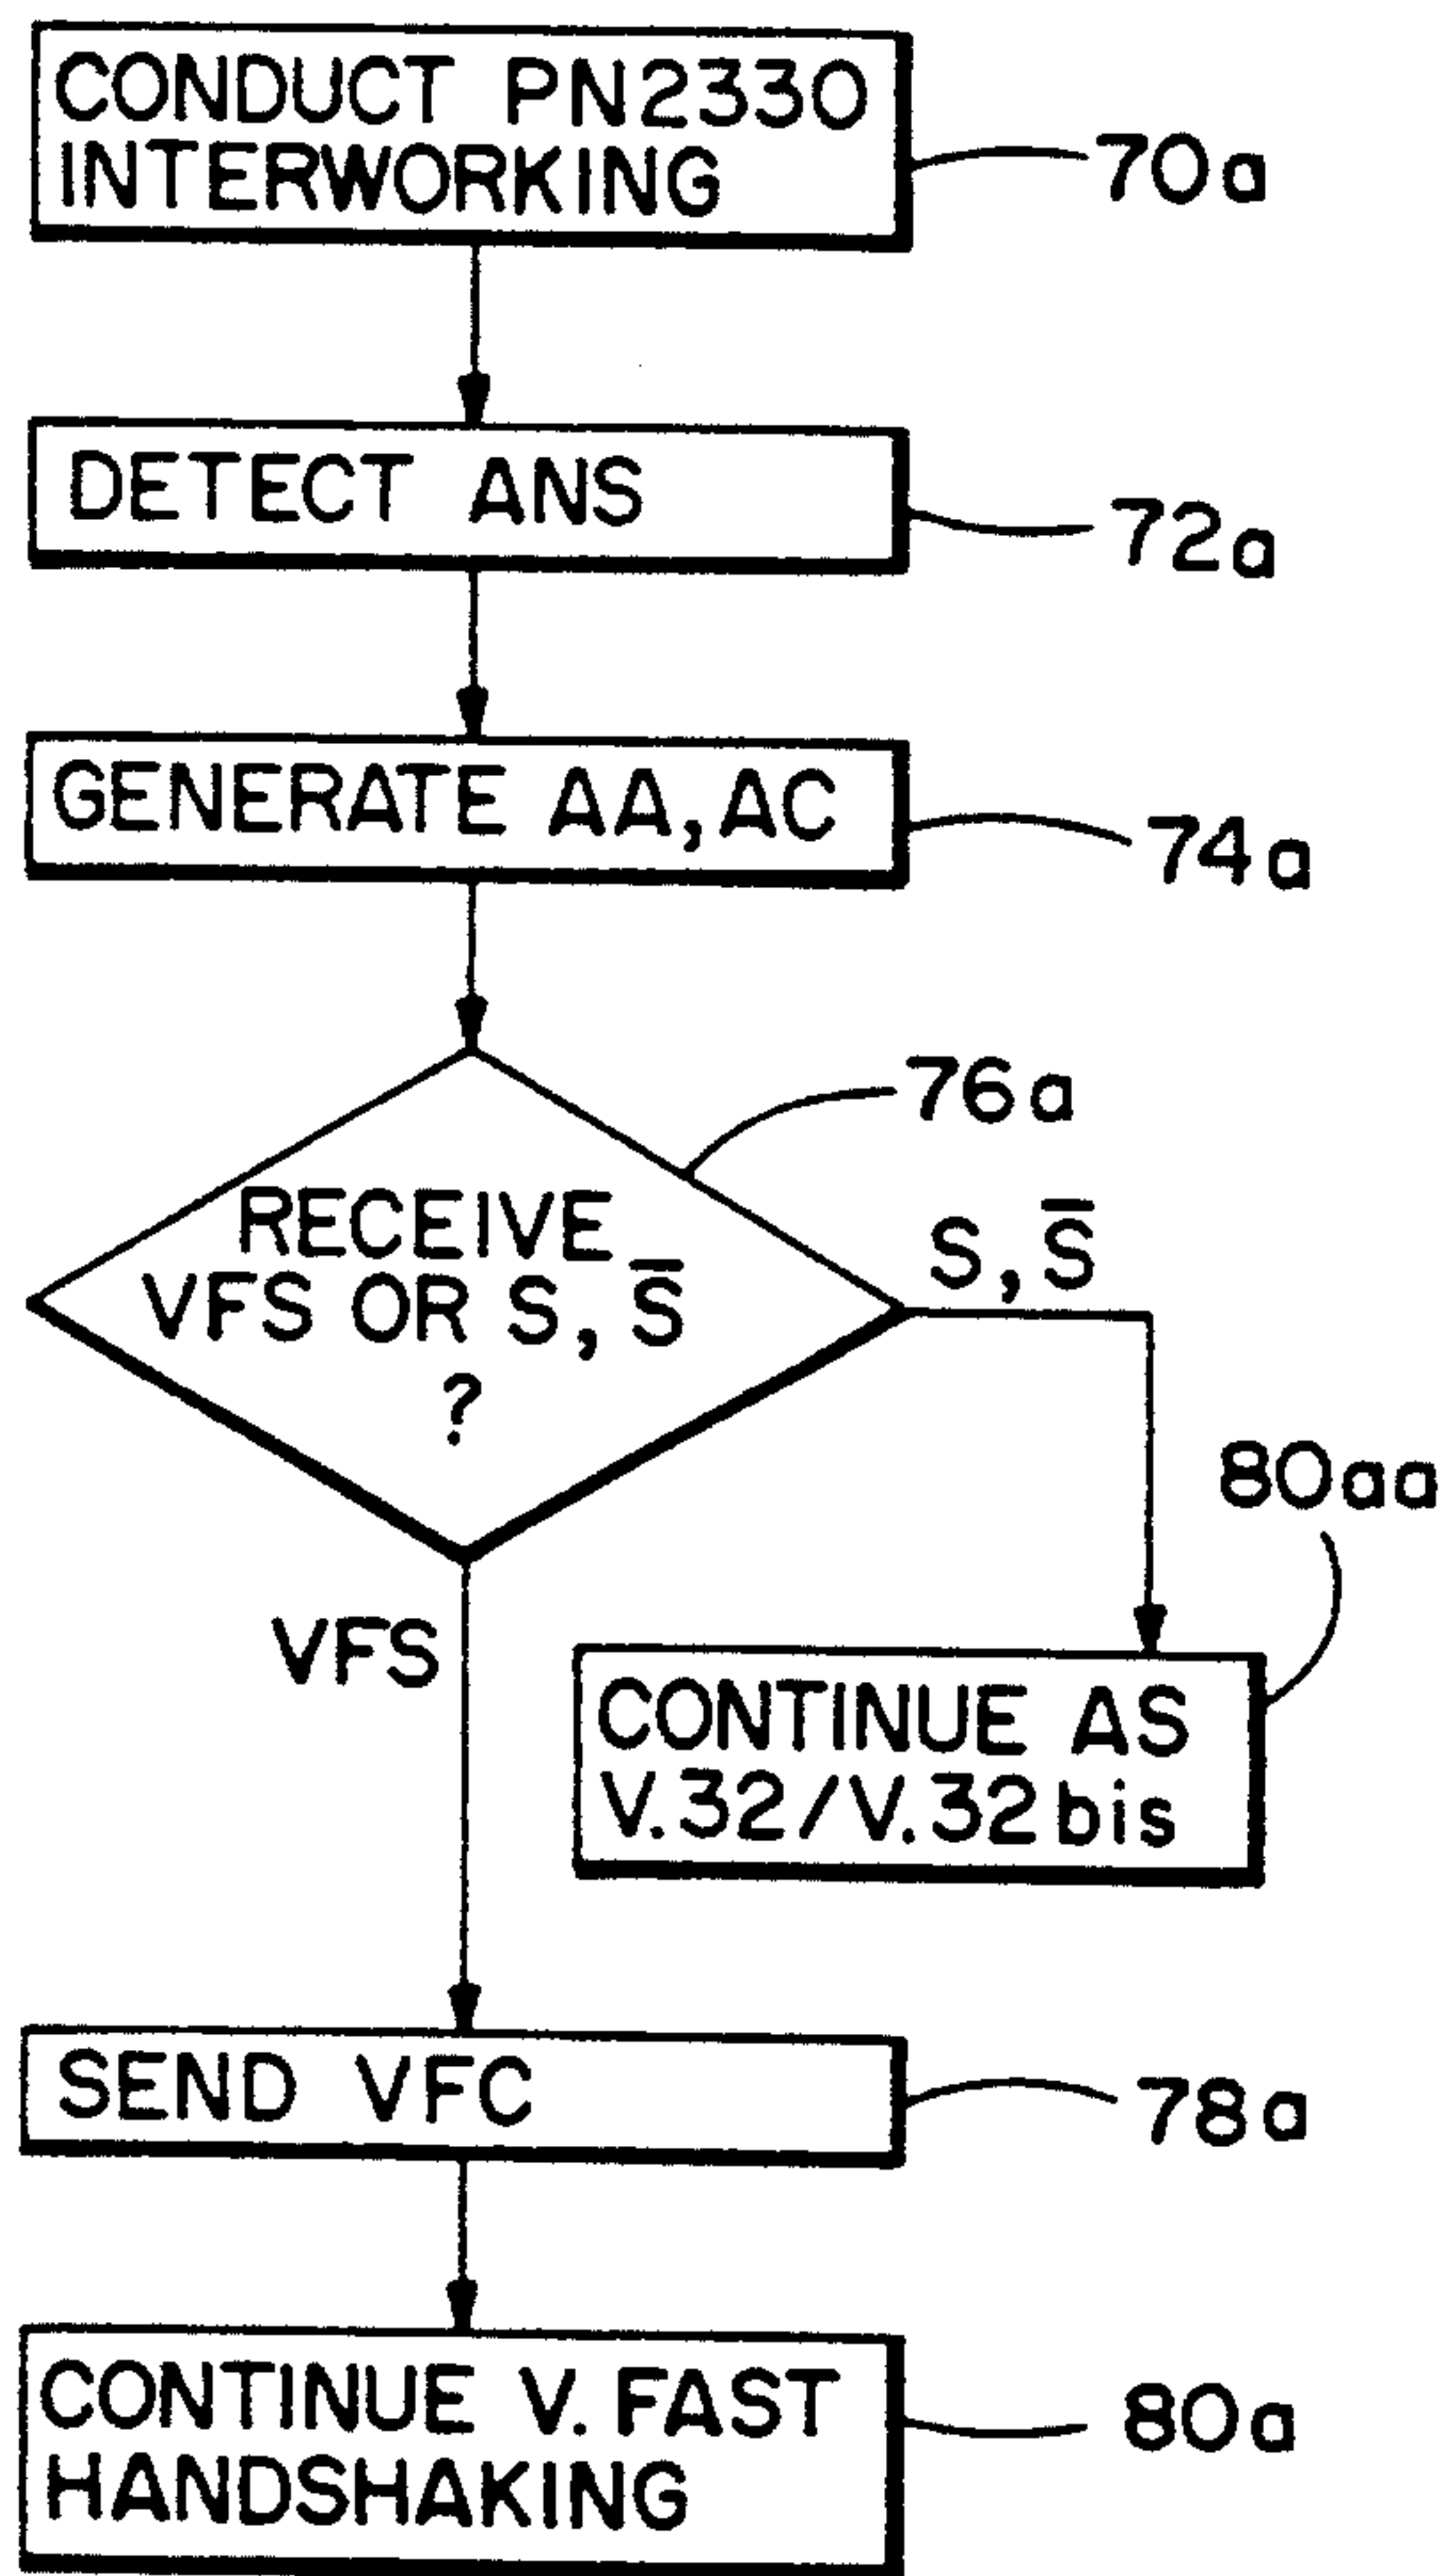 CONDUCT PN2330
INTERWORKING
70a
DETECT ANS
72a
GENERATE AA, AC
74a
76a
RECEIVE
VFS OR S, S̅
?
S, S̅
80aa
VFS
CONTINUE AS
V.32/V.32bis
SEND VFC
78a
CONTINUE V. FAST
HANDSHAKING
80a